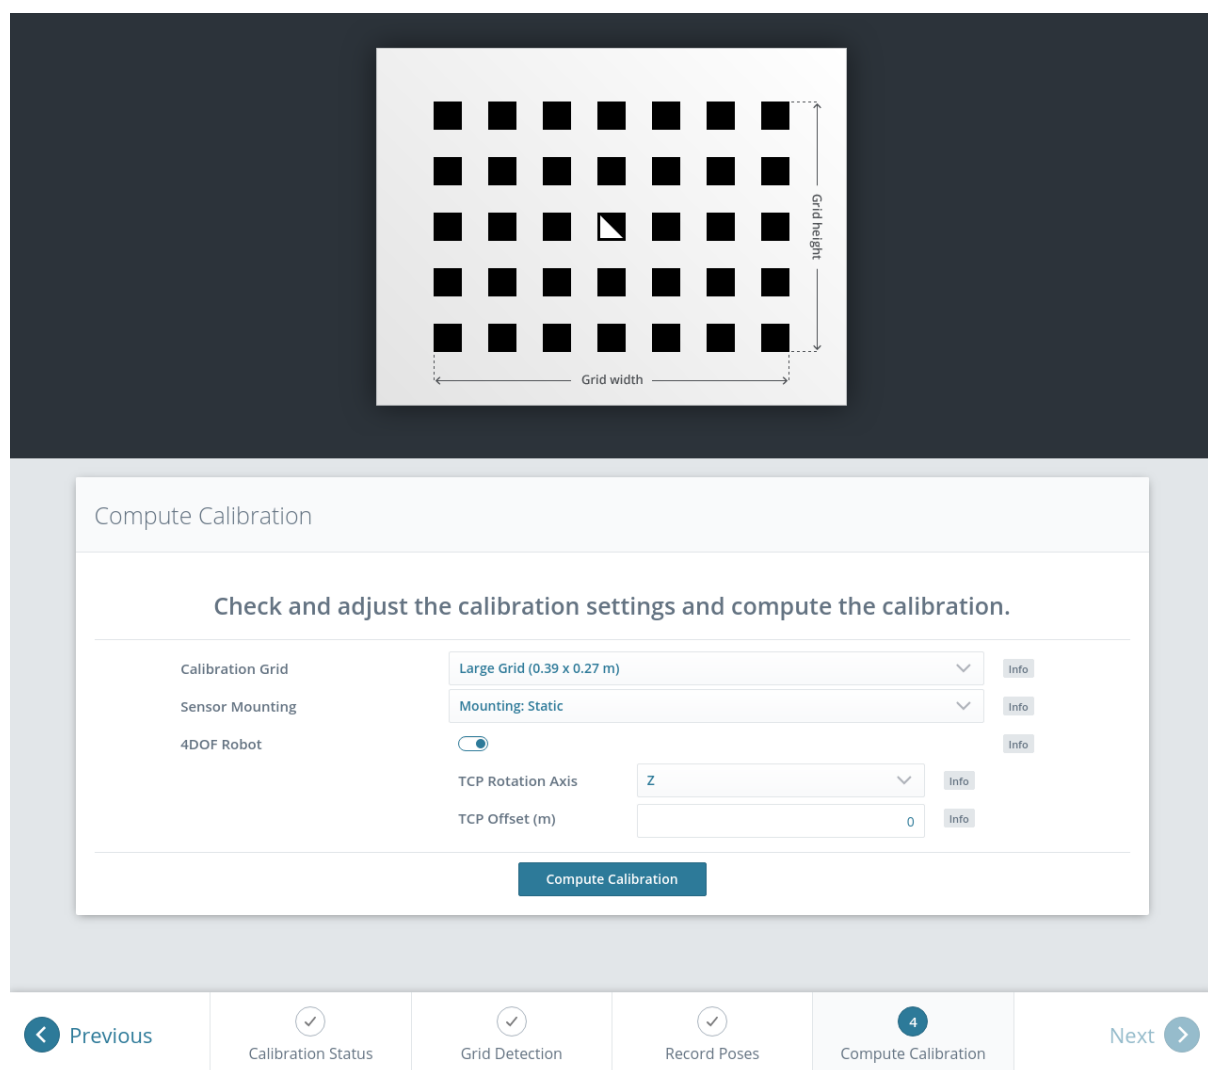 Grid height
Grid width
Compute Calibration
Check and adjust the calibration settings and compute the calibration.
Calibration Grid
Large Grid (0.39 x 0.27 m)
Info
Sensor Mounting
Mounting: Static
Info
4DOF Robot
Info
TCP Rotation Axis
Z
Info
TCP Offset (m)
0
Info
Compute Calibration
Previous
Calibration Status
Grid Detection
Record Poses
4
Compute Calibration
Next